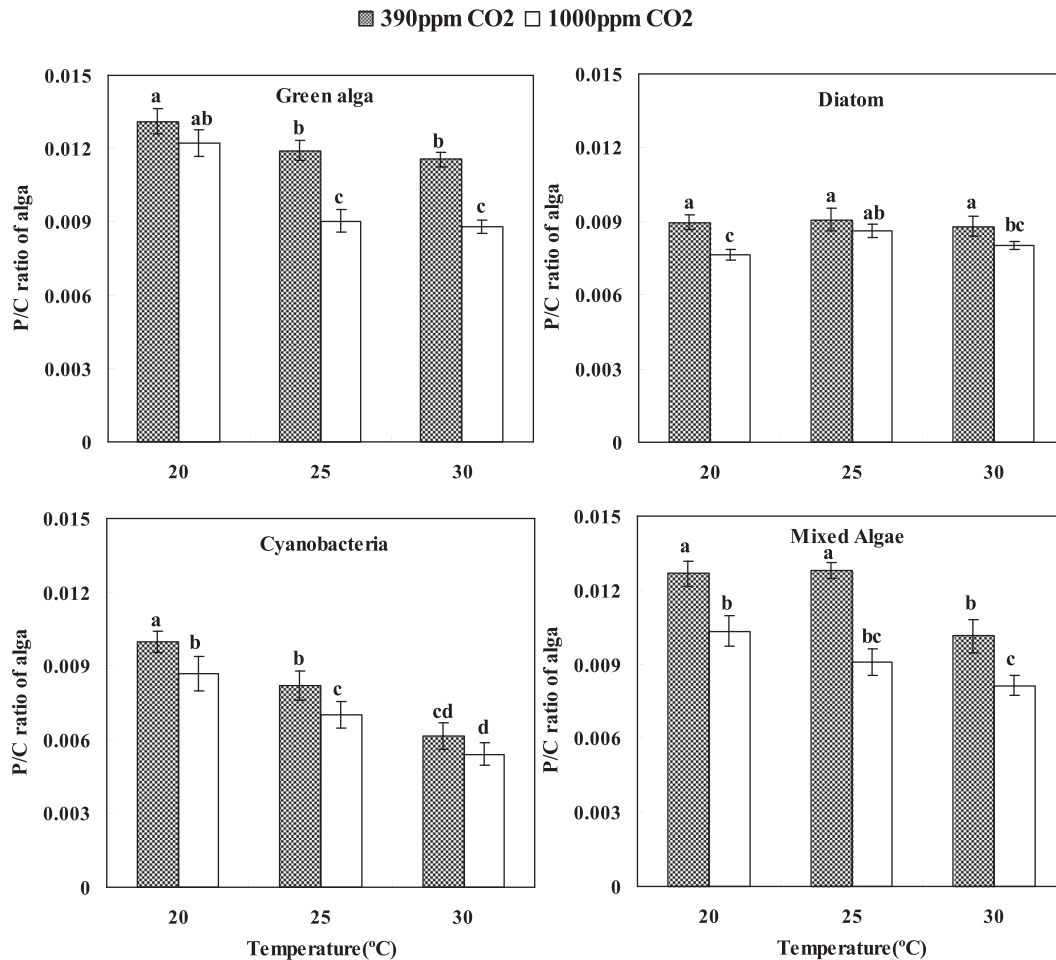 390ppm CO2 1000ppm CO2
Green alga
P/C ratio of alga
0.015
0.012
0.009
0.006
0.003
0
a ab b c b c
20 25 30
Diatom
P/C ratio of alga
0.015
0.012
0.009
0.006
0.003
0
a c a ab a bc
20 25 30
Cyanobacteria
P/C ratio of alga
0.015
0.012
0.009
0.006
0.003
0
a b b c cd d
20 25 30
Temperature(ºC)
Mixed Algae
P/C ratio of alga
0.015
0.012
0.009
0.006
0.003
0
a b a bc b c
20 25 30
Temperature(ºC)